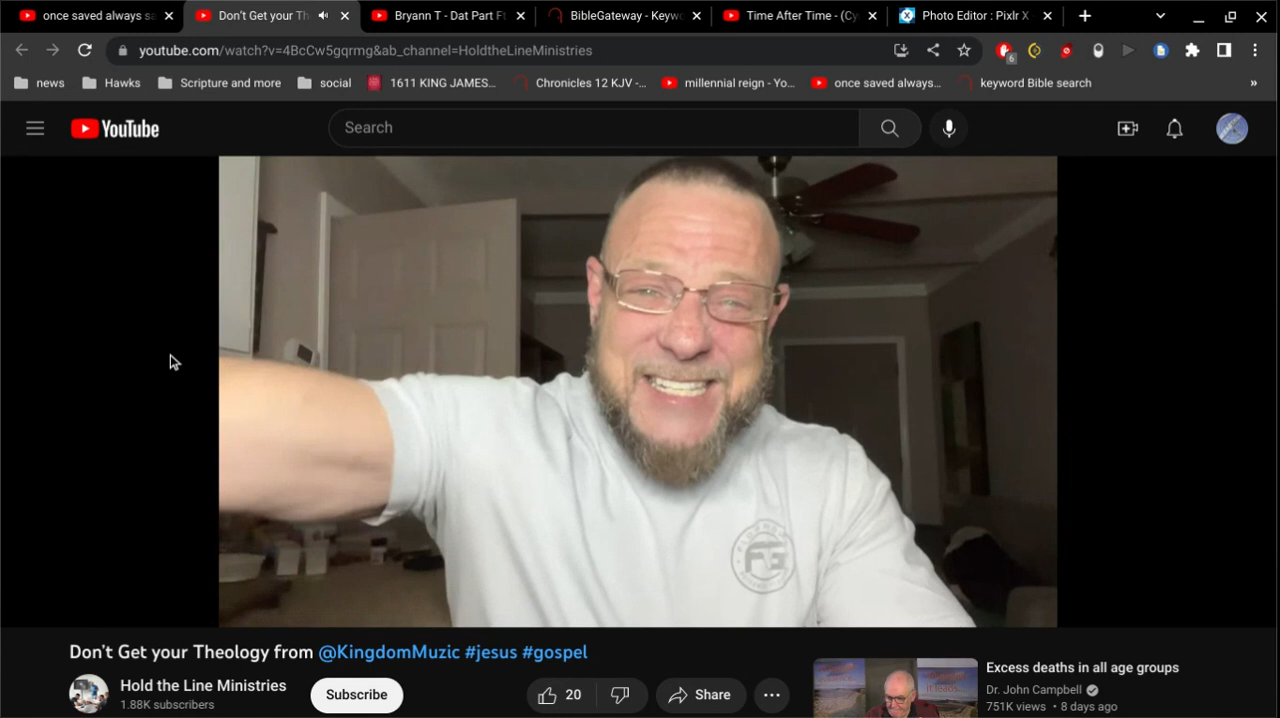 once saved always sa
Don't Get your Th
Bryann T - Dat Part Ft
BibleGateway - Keywo
Time After Time - (Cy
Photo Editor : Pixlr X
youtube.com/watch?v=4BcCw5gqrmg&ab_channel=HoldtheLineMinistries
6
news
Hawks
Scripture and more
social
1611 KING JAMES...
Chronicles 12 KJV -...
millennial reign - Yo...
once saved always...
keyword Bible search
»
YouTube
Search
FG
Don't Get your Theology from @KingdomMuzic #jesus #gospel
Hold the Line Ministries
1.88K subscribers
Subscribe
20
Share
Excess deaths in all age groups
Dr. John Campbell
751K views • 8 days ago